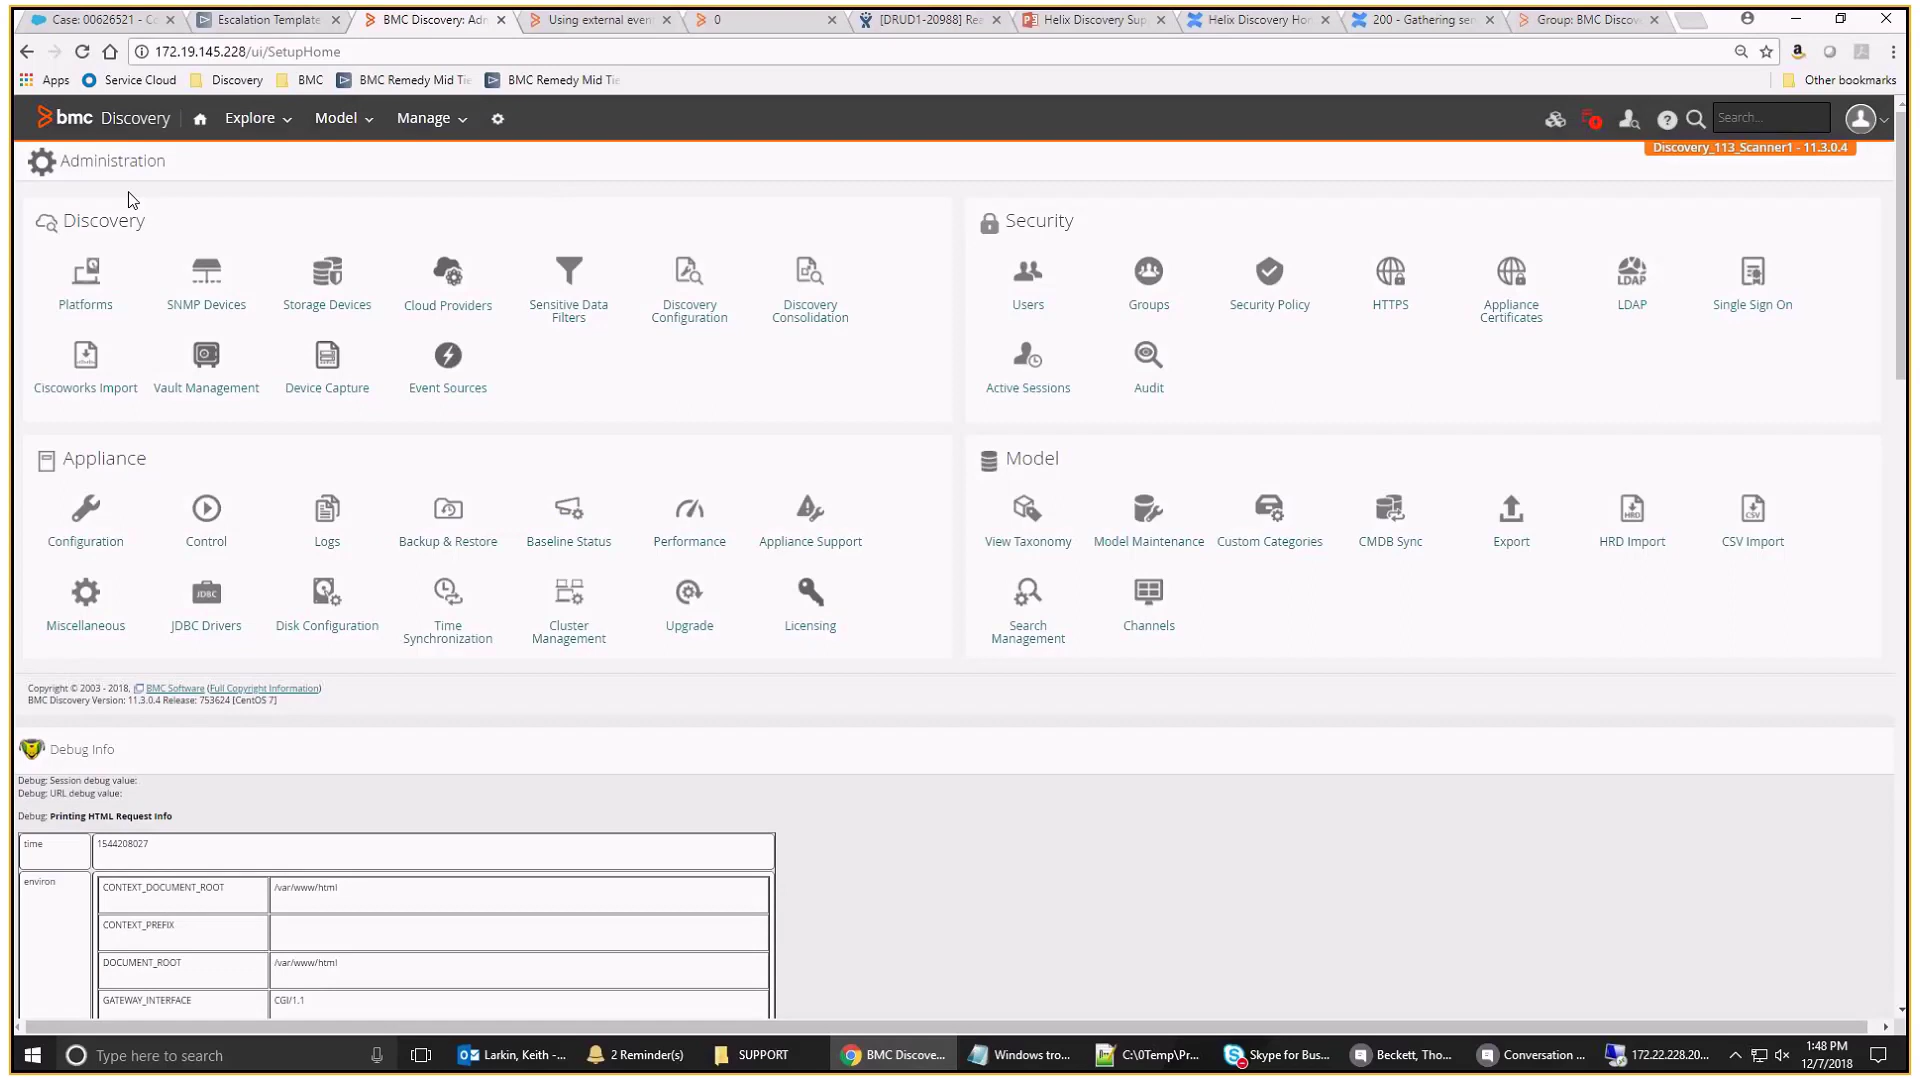 Case: 00626521 - Co
Escalation Template
BMC Discovery: Adm
Using external even
0
[DRUD1-20988] Rea
Helix Discovery Sup
Helix Discovery Ho
200 - Gathering ser
Group: BMC Discov
172.19.145.228/ui/SetupHome
Apps
Service Cloud
Discovery
BMC
BMC Remedy Mid Tie
BMC Remedy Mid Tie
Other bookmarks
bmc Discovery
Explore
Model
Manage
Search...
Administration
Discovery_113_Scanner1 - 11.3.0.4
Discovery
Platforms
SNMP Devices
Storage Devices
Cloud Providers
Sensitive Data
Filters
Discovery
Configuration
Discovery
Consolidation
Ciscoworks Import
Vault Management
Device Capture
Event Sources
Security
Users
Groups
Security Policy
HTTPS
Appliance
Certificates
LDAP
LDAP
Single Sign On
Active Sessions
Audit
Appliance
Configuration
Control
Logs
Backup & Restore
Baseline Status
Performance
Appliance Support
Miscellaneous
JDBC
JDBC Drivers
Disk Configuration
Time
Synchronization
Cluster
Management
Upgrade
Licensing
Model
View Taxonomy
Model Maintenance
Custom Categories
CMDB Sync
Export
HRD
HRD Import
CSV
CSV Import
Search
Management
Channels
Copyright © 2003 - 2018, BMC Software (Full Copyright Information)
BMC Discovery Version: 11.3.0.4 Release: 753624 [CentOS 7]
Debug Info
Debug: Session debug value:
Debug: URL debug value:
Debug: Printing HTML Request Info
time 1544208027
environ
CONTEXT_DOCUMENT_ROOT /var/www/html
CONTEXT_PREFIX
DOCUMENT_ROOT /var/www/html
GATEWAY_INTERFACE CGI/1.1
Type here to search
Larkin, Keith -...
2 Reminder(s)
SUPPORT
BMC Discove...
Windows tro...
C:\0Temp\Pr...
Skype for Bus...
Beckett, Tho...
Conversation ...
172.22.228.20...
1:48 PM
12/7/2018